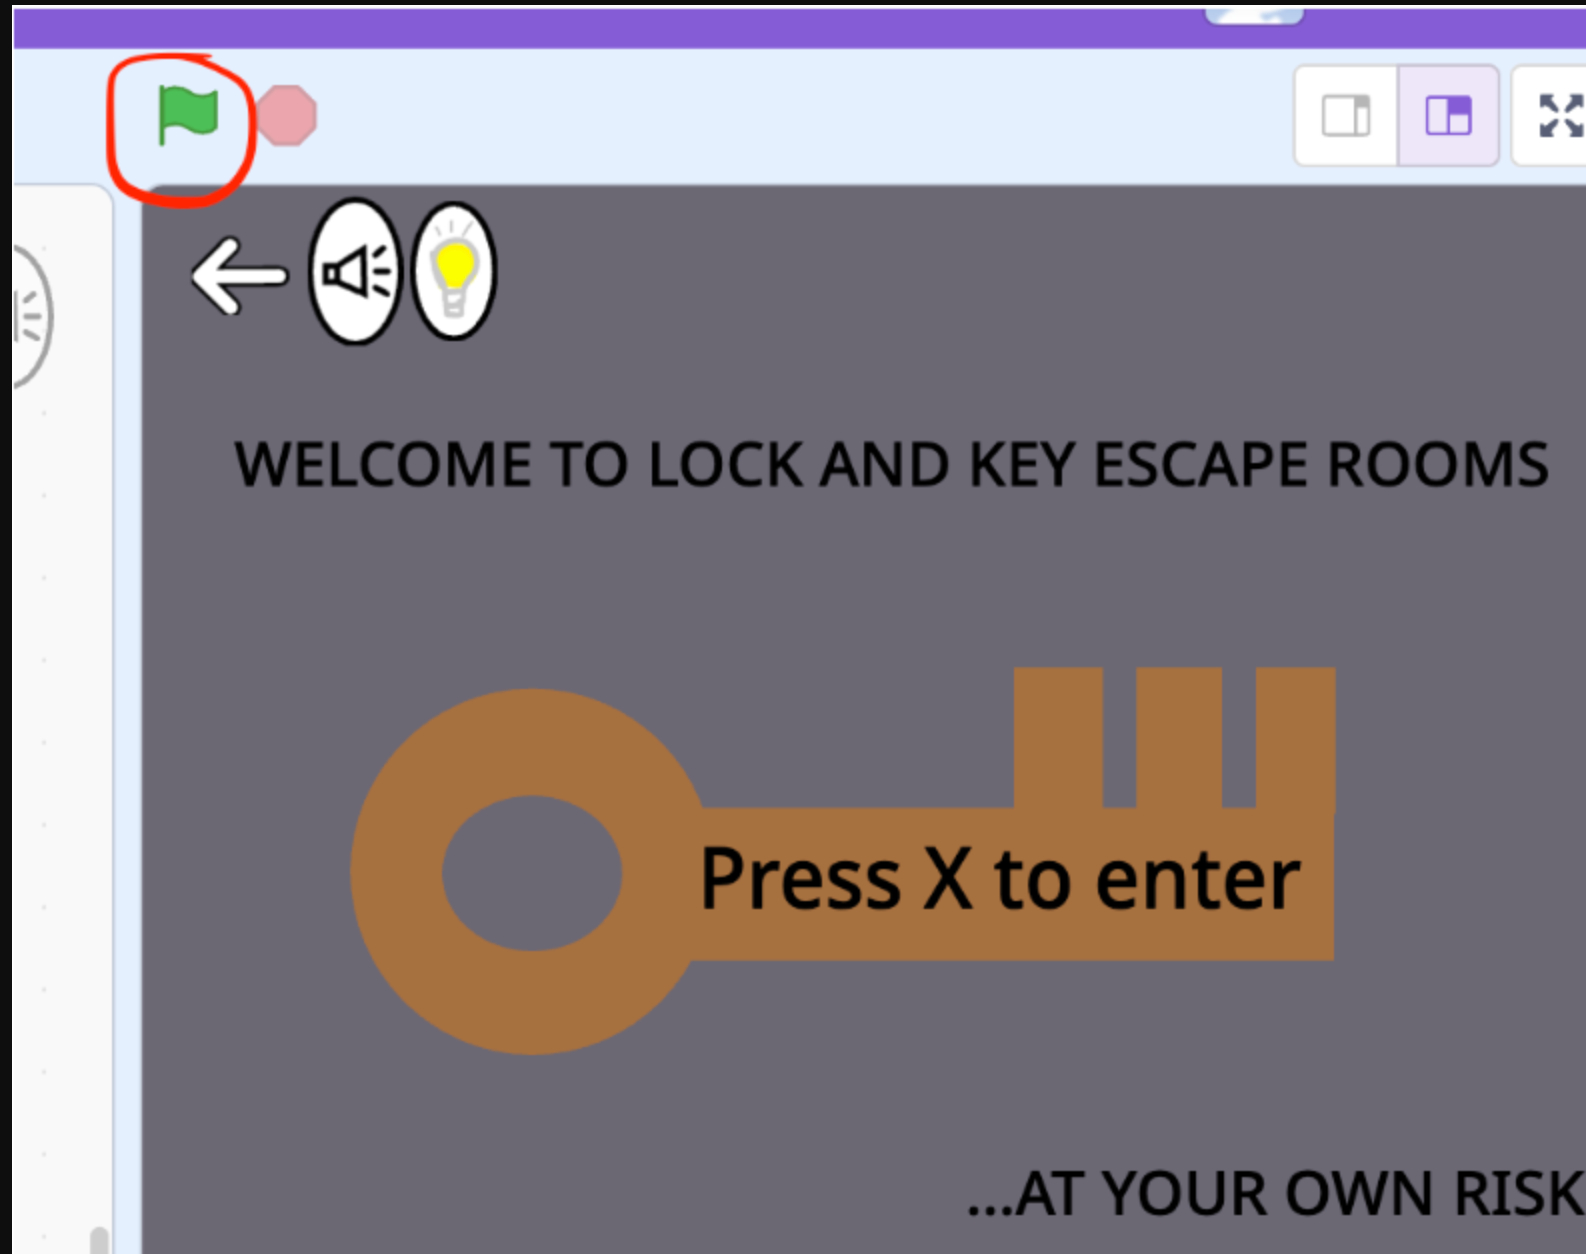 WELCOME TO LOCK AND KEY ESCAPE ROOMS
Press X to enter
...AT YOUR OWN RISK